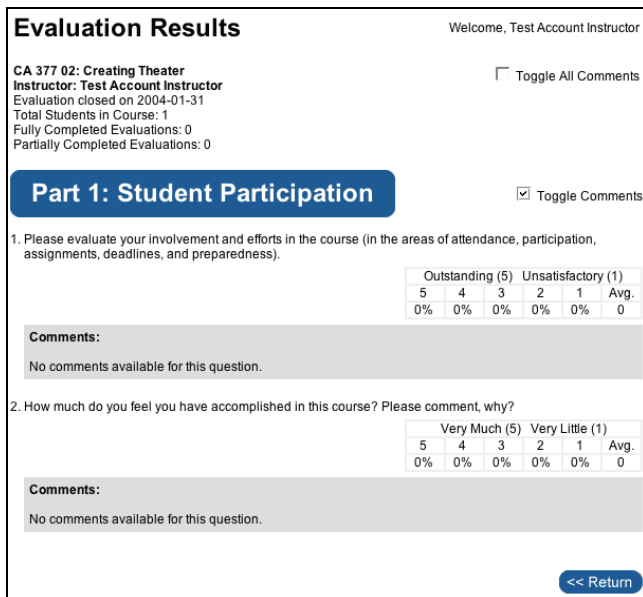 Evaluation Results
Welcome, Test Account Instructor
CA 377 02: Creating Theater
Instructor: Test Account Instructor
Evaluation closed on 2004-01-31
Total Students in Course: 1
Fully Completed Evaluations: 0
Partially Completed Evaluations: 0
Toggle All Comments
Part 1: Student Participation
Toggle Comments
1. Please evaluate your involvement and efforts in the course (in the areas of attendance, participation,
assignments, deadlines, and preparedness).
Outstanding (5) Unsatisfactory (1)
5 4 3 2 1 Avg.
0% 0% 0% 0% 0% 0
Comments:
No comments available for this question.
2. How much do you feel you have accomplished in this course? Please comment, why?
Very Much (5) Very Little (1)
5 4 3 2 1 Avg.
0% 0% 0% 0% 0% 0
Comments:
No comments available for this question.
<< Return